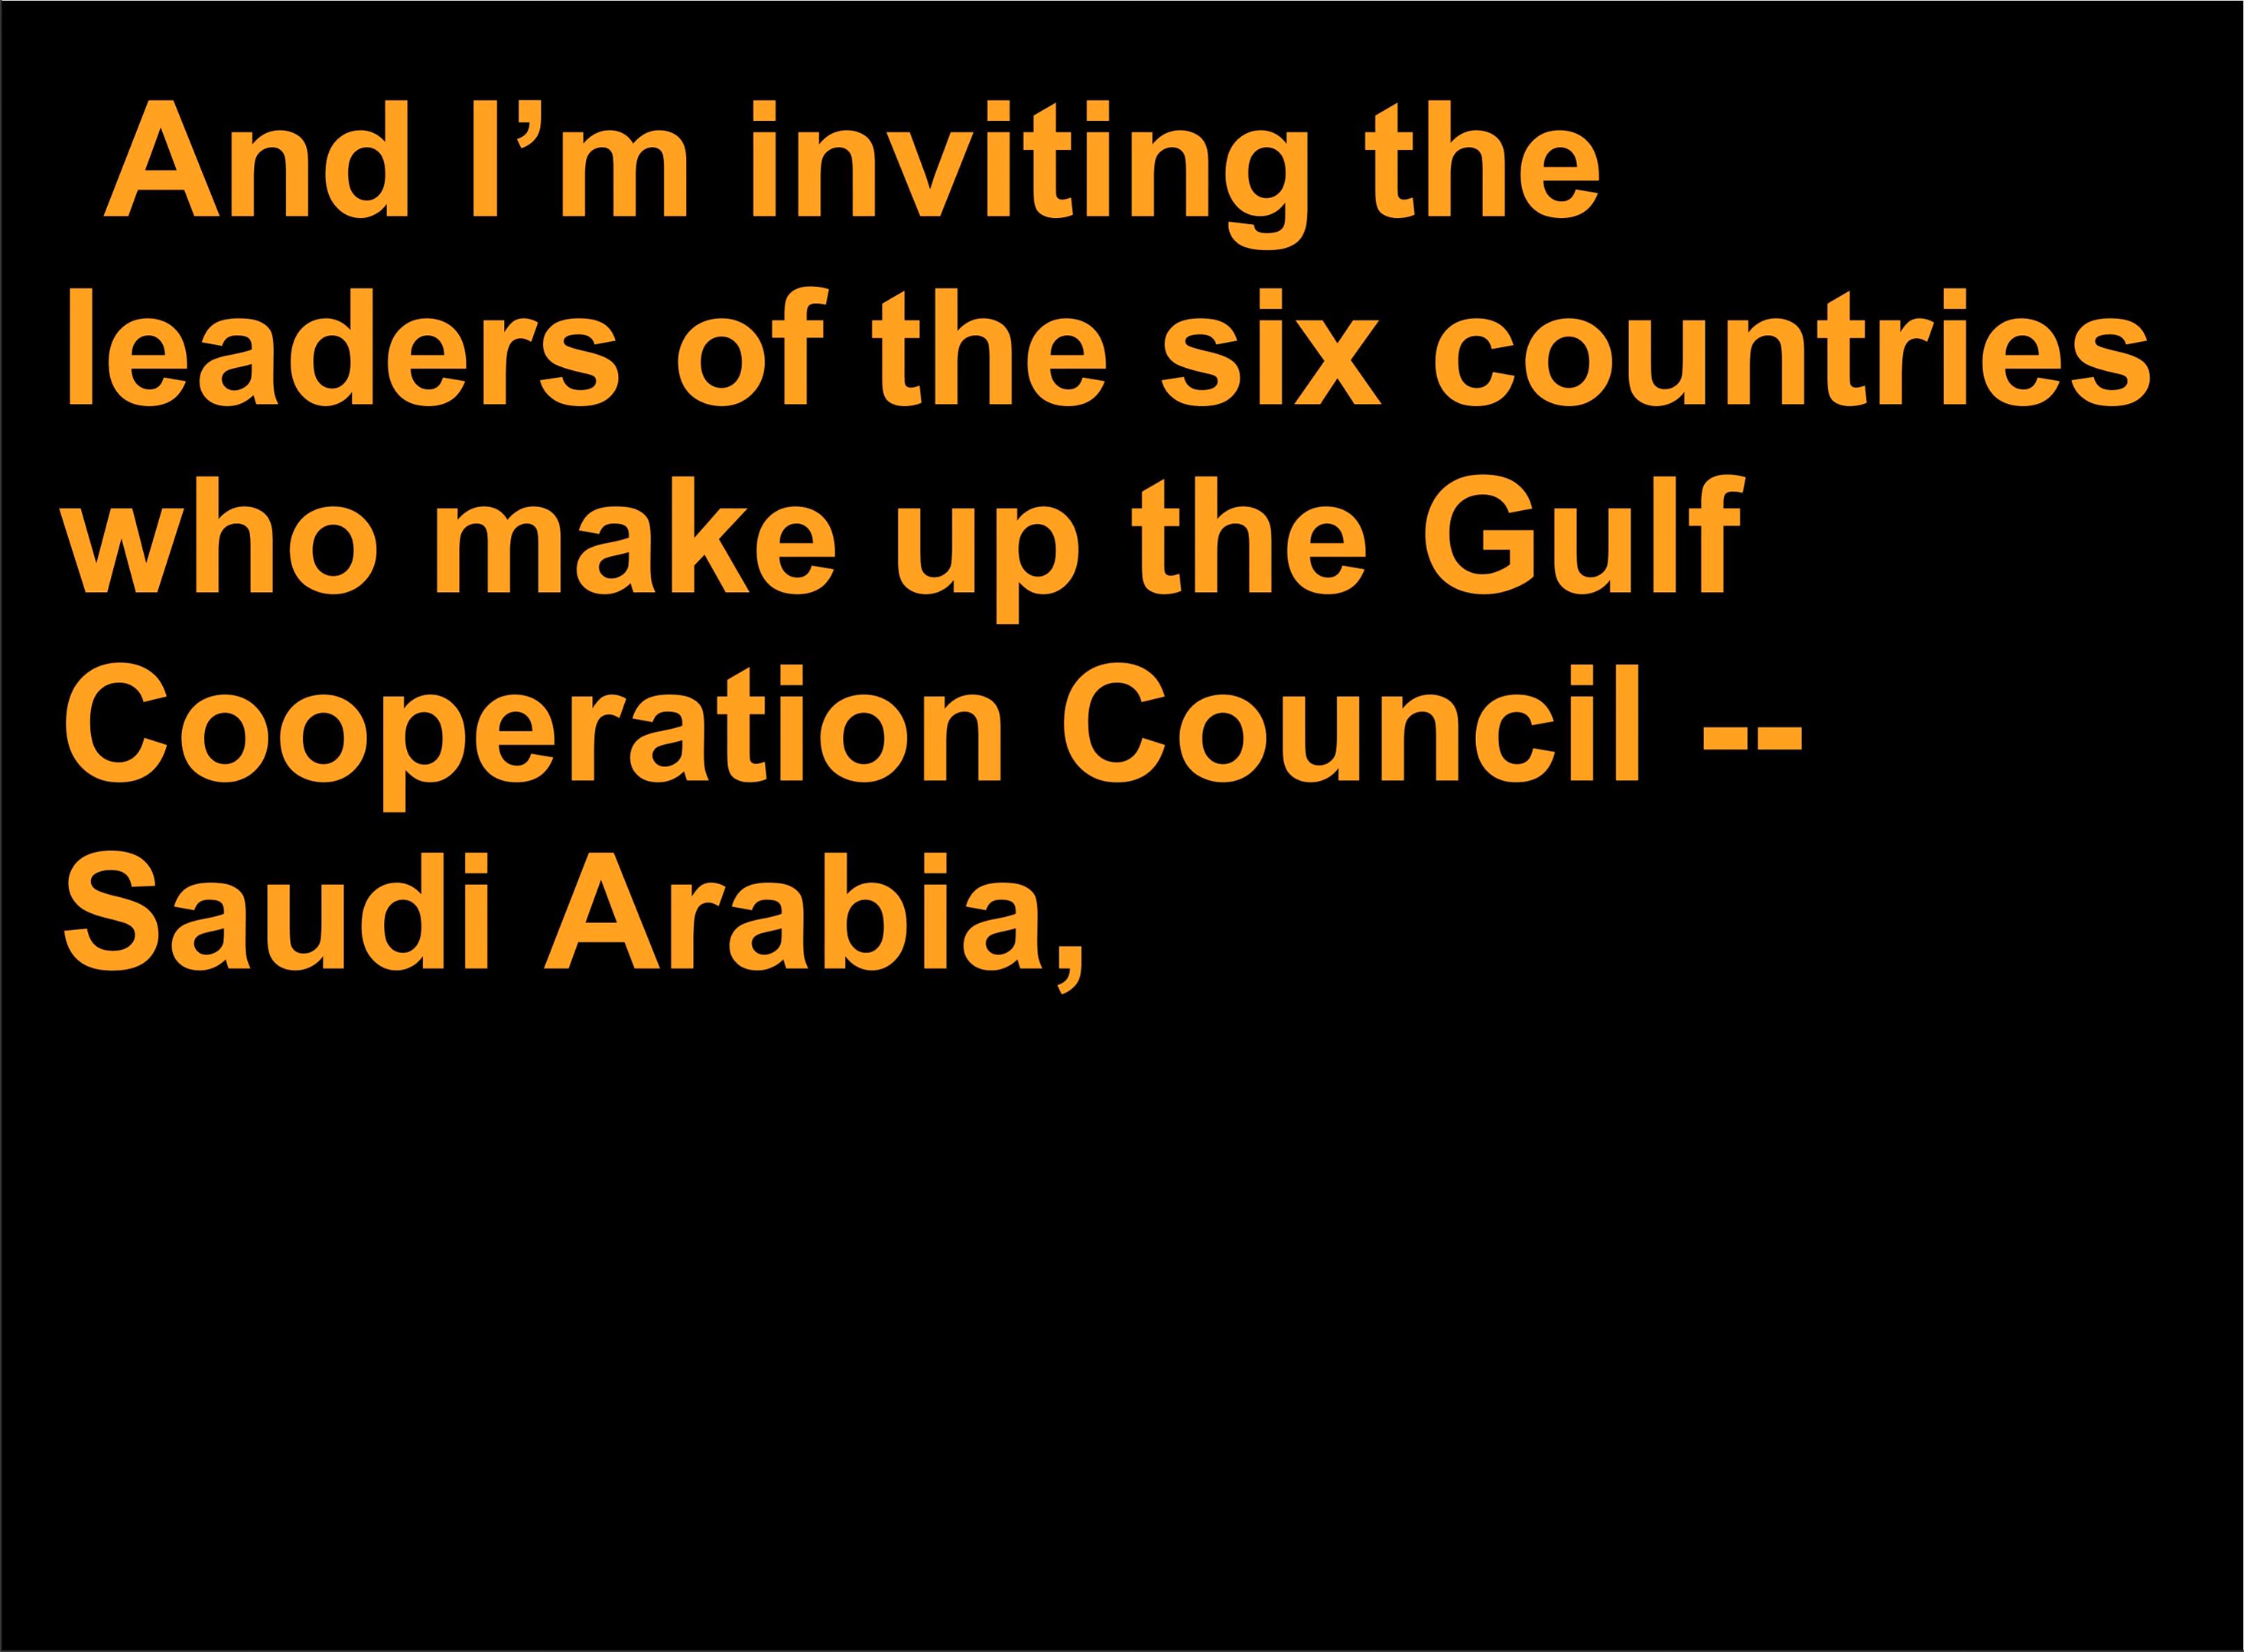 And I’m inviting the
leaders of the six countries
who make up the Gulf
Cooperation Council --
Saudi Arabia,